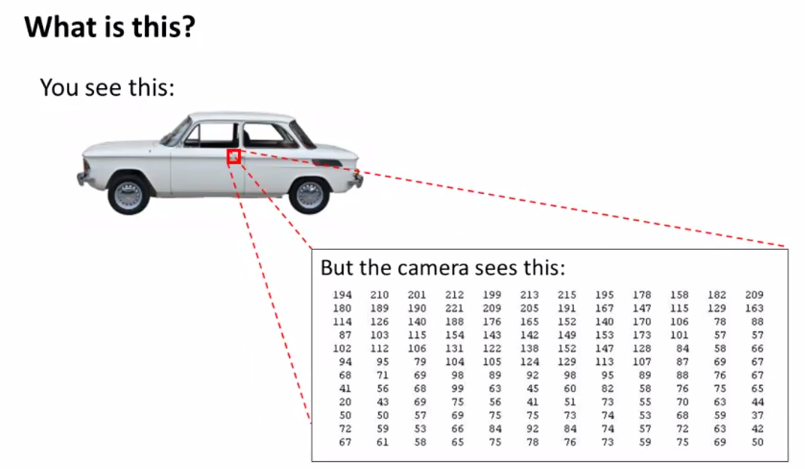 What is this?
You see this:
But the camera sees this:
194 210 201 212 199 213 215 195 178 158 182 209
180 189 190 221 209 205 191 167 147 115 129 163
114 126 140 188 176 165 152 140 170 106 78 88
87 103 115 154 143 142 149 153 173 101 57 57
102 112 106 131 122 138 152 147 128 84 58 66
94 95 79 104 105 124 129 113 107 87 69 67
68 71 69 98 89 92 98 95 89 88 76 67
41 56 68 99 63 45 60 82 58 76 75 65
20 43 69 75 56 41 51 73 55 70 63 44
50 50 57 69 75 75 73 74 53 68 59 37
72 59 53 66 84 92 84 74 57 72 63 42
67 61 58 65 75 78 76 73 59 75 69 50